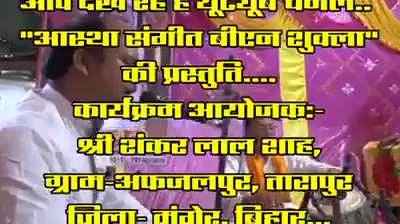 आप देख रहे है यूट्यूब चैनल..
"आस्था संगीत बीएन शुक्ला"
की प्रस्तुति....
कार्यक्रम आयोजक:-
श्री शंकर लाल शाह,
ग्राम-अफजलपुर, तारापुर
जिला- मुंगेर, बिहार...